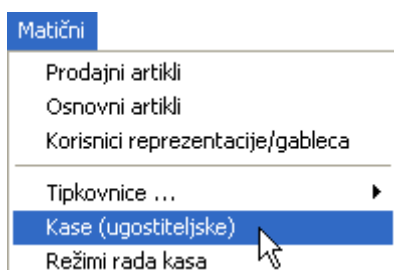 Matični
Prodajni artikli
Osnovni artikli
Korisnici reprezentacije/gableca
Tipkovnice ...
Kase (ugostiteljske)
Režimi rada kasa